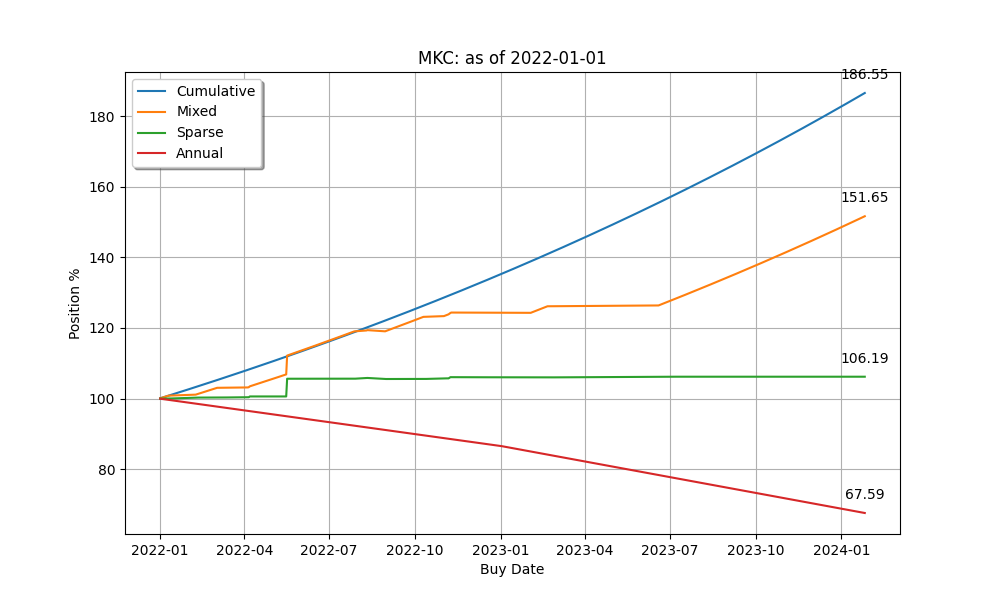 MKC: as of 2022-01-01
Cumulative
Mixed
Sparse
Annual
186.55
151.65
106.19
67.59
Position %
180
160
140
120
100
80
2022-01 2022-04 2022-07 2022-10 2023-01 2023-04 2023-07 2023-10 2024-01
Buy Date